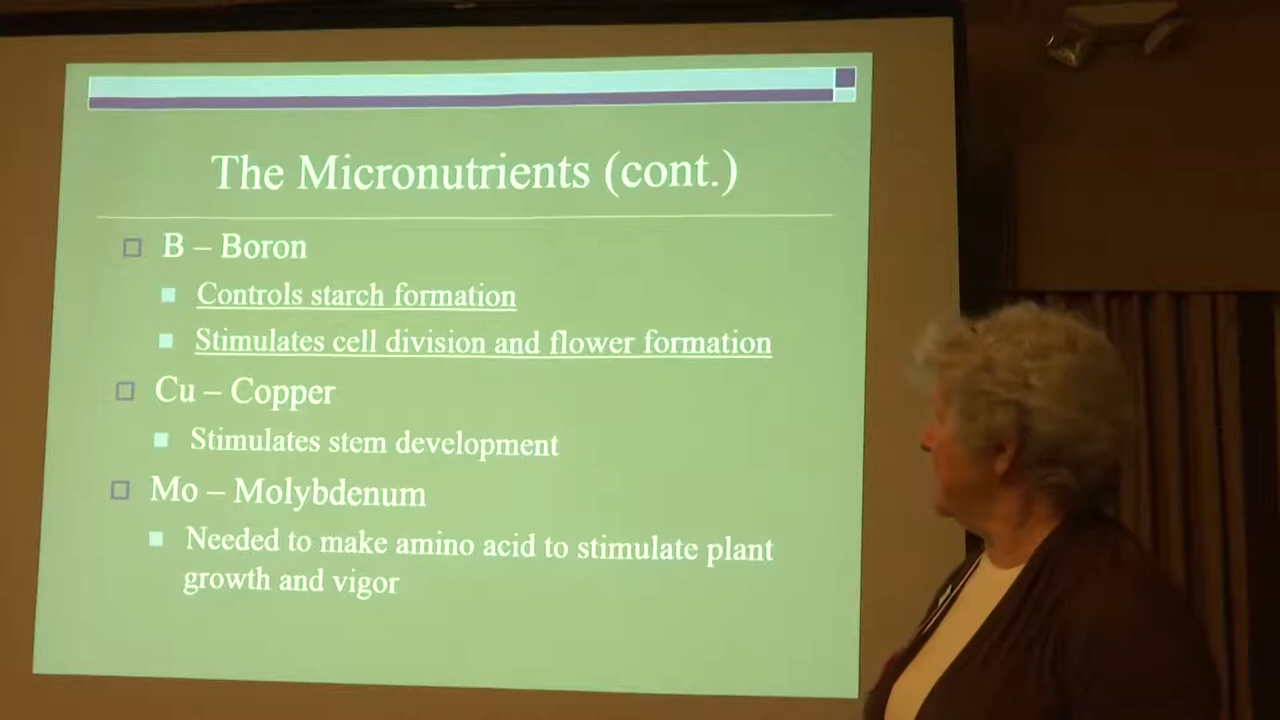 The Micronutrients (cont.)
B – Boron
Controls starch formation
Stimulates cell division and flower formation
Cu – Copper
Stimulates stem development
Mo – Molybdenum
Needed to make amino acid to stimulate plant
growth and vigor